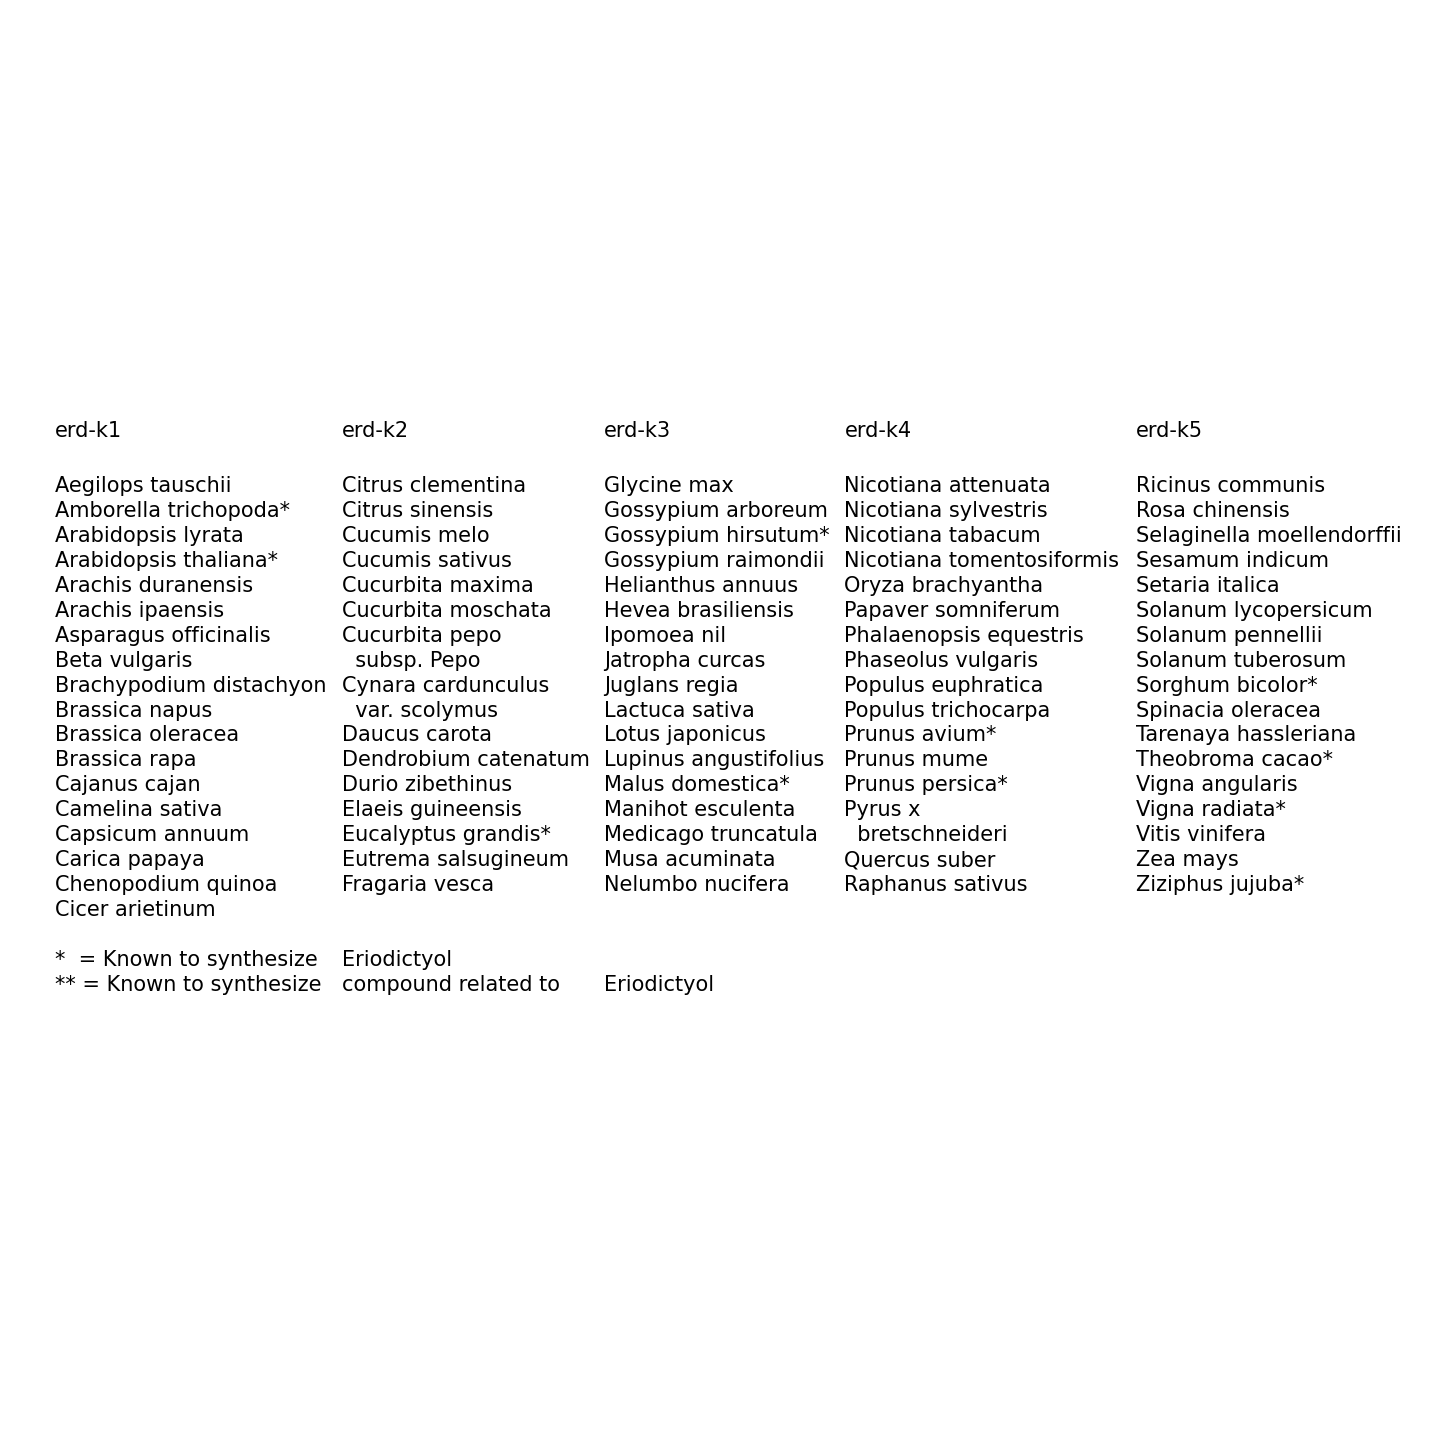 erd-k1 erd-k2 erd-k3 erd-k4 erd-k5
Aegilops tauschii Citrus clementina Glycine max Nicotiana attenuata Ricinus communis
Amborella trichopoda* Citrus sinensis Gossypium arboreum Nicotiana sylvestris Rosa chinensis
Arabidopsis lyrata Cucumis melo Gossypium hirsutum* Nicotiana tabacum Selaginella moellendorffii
Arabidopsis thaliana* Cucumis sativus Gossypium raimondii Nicotiana tomentosiformis Sesamum indicum
Arachis duranensis Cucurbita maxima Helianthus annuus Oryza brachyantha Setaria italica
Arachis ipaensis Cucurbita moschata Hevea brasiliensis Papaver somniferum Solanum lycopersicum
Asparagus officinalis Cucurbita pepo Ipomoea nil Phalaenopsis equestris Solanum pennellii
Beta vulgaris subsp. Pepo Jatropha curcas Phaseolus vulgaris Solanum tuberosum
Brachypodium distachyon Cynara cardunculus Juglans regia Populus euphratica Sorghum bicolor*
Brassica napus var. scolymus Lactuca sativa Populus trichocarpa Spinacia oleracea
Brassica oleracea Daucus carota Lotus japonicus Prunus avium* Tarenaya hassleriana
Brassica rapa Dendrobium catenatum Lupinus angustifolius Prunus mume Theobroma cacao*
Cajanus cajan Durio zibethinus Malus domestica* Prunus persica* Vigna angularis
Camelina sativa Elaeis guineensis Manihot esculenta Pyrus x Vigna radiata*
Capsicum annuum Eucalyptus grandis* Medicago truncatula bretschneideri Vitis vinifera
Carica papaya Eutrema salsugineum Musa acuminata Quercus suber Zea mays
Chenopodium quinoa Fragaria vesca Nelumbo nucifera Raphanus sativus Ziziphus jujuba*
Cicer arietinum
* = Known to synthesize Eriodictyol
** = Known to synthesize compound related to Eriodictyol